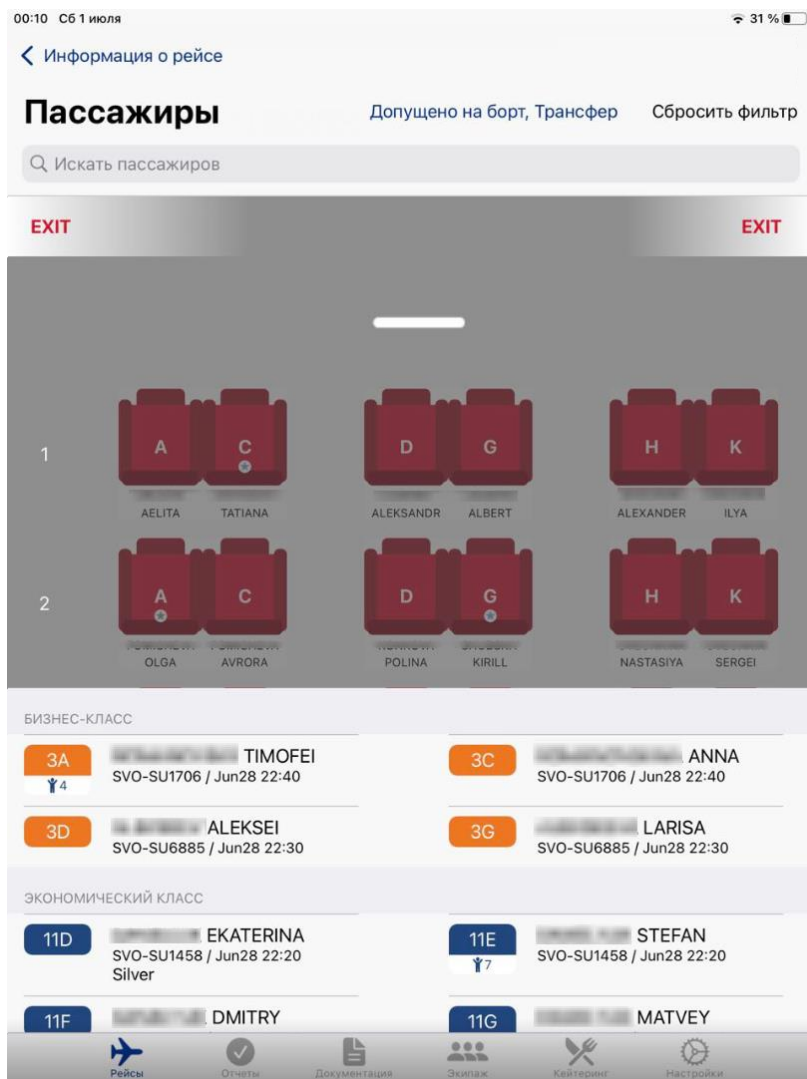 00:10 Сб 1 июля 31 %
Информация о рейсе
Пассажиры Допущено на борт, Трансфер Сбросить фильтр
Искать пассажиров
EXIT EXIT
1 A C D G H K
AELITA TATIANA ALEKSANDR ALBERT ALEXANDER ILYA
2 A C D G H K
OLGA AVRORA POLINA KIRILL NASTASIYA SERGEI
БИЗНЕС-КЛАСС
3A TIMOFEI 3C ANNA
4 SVO-SU1706 / Jun28 22:40 SVO-SU1706 / Jun28 22:40
3D ALEKSEI 3G LARISA
SVO-SU6885 / Jun28 22:30 SVO-SU6885 / Jun28 22:30
ЭКОНОМИЧЕСКИЙ КЛАСС
11D EKATERINA 11E STEFAN
SVO-SU1458 / Jun28 22:20 7 SVO-SU1458 / Jun28 22:20
Silver
11F DMITRY 11G MATVEY
Рейсы Отчеты Документация Экипаж Кейтеринг Настройки